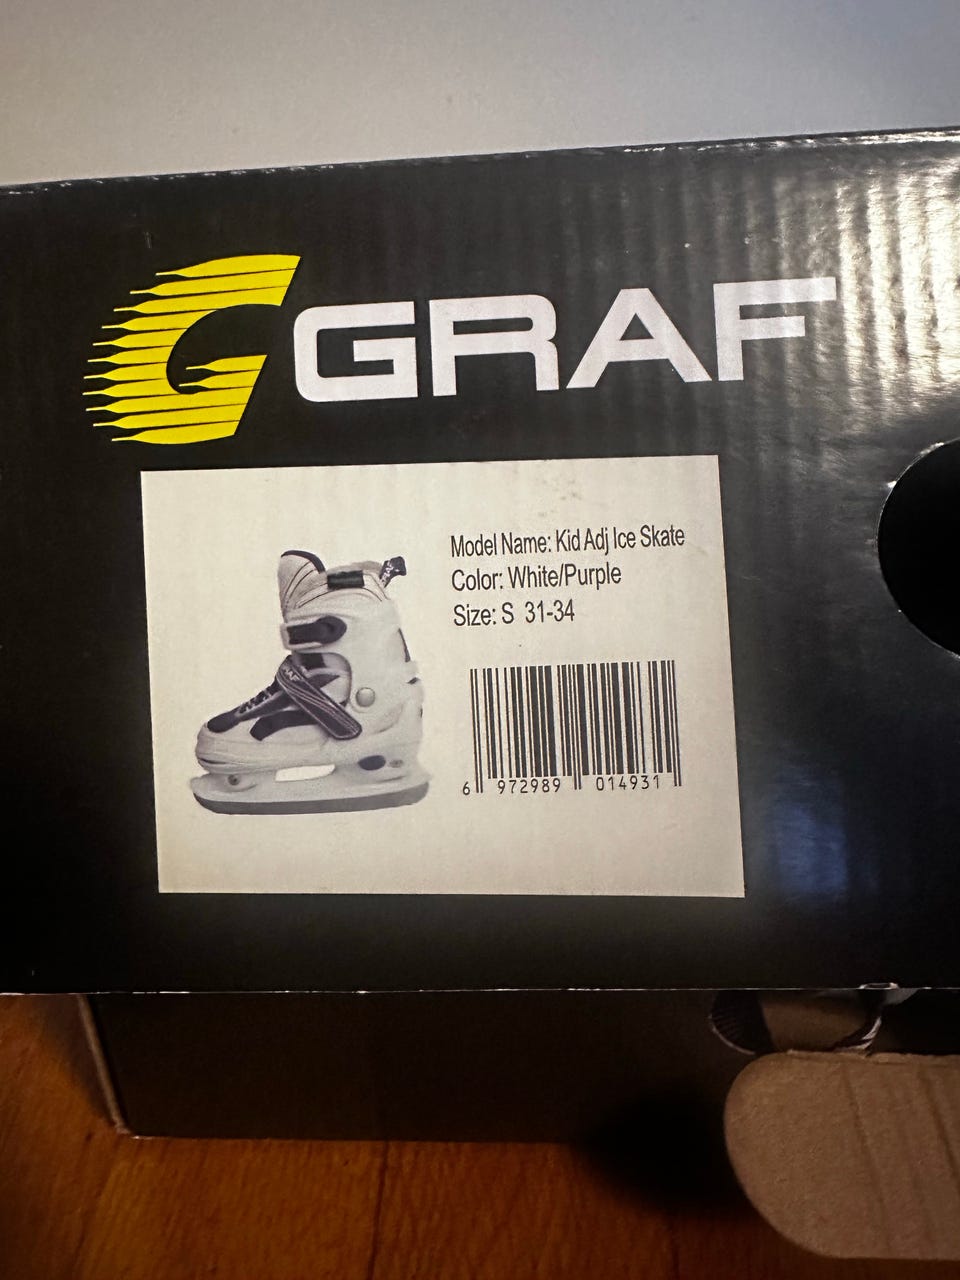 GRAF
Model Name: Kid Adj Ice Skate
Color: White/Purple
Size: S 31-34
6 972989 014931